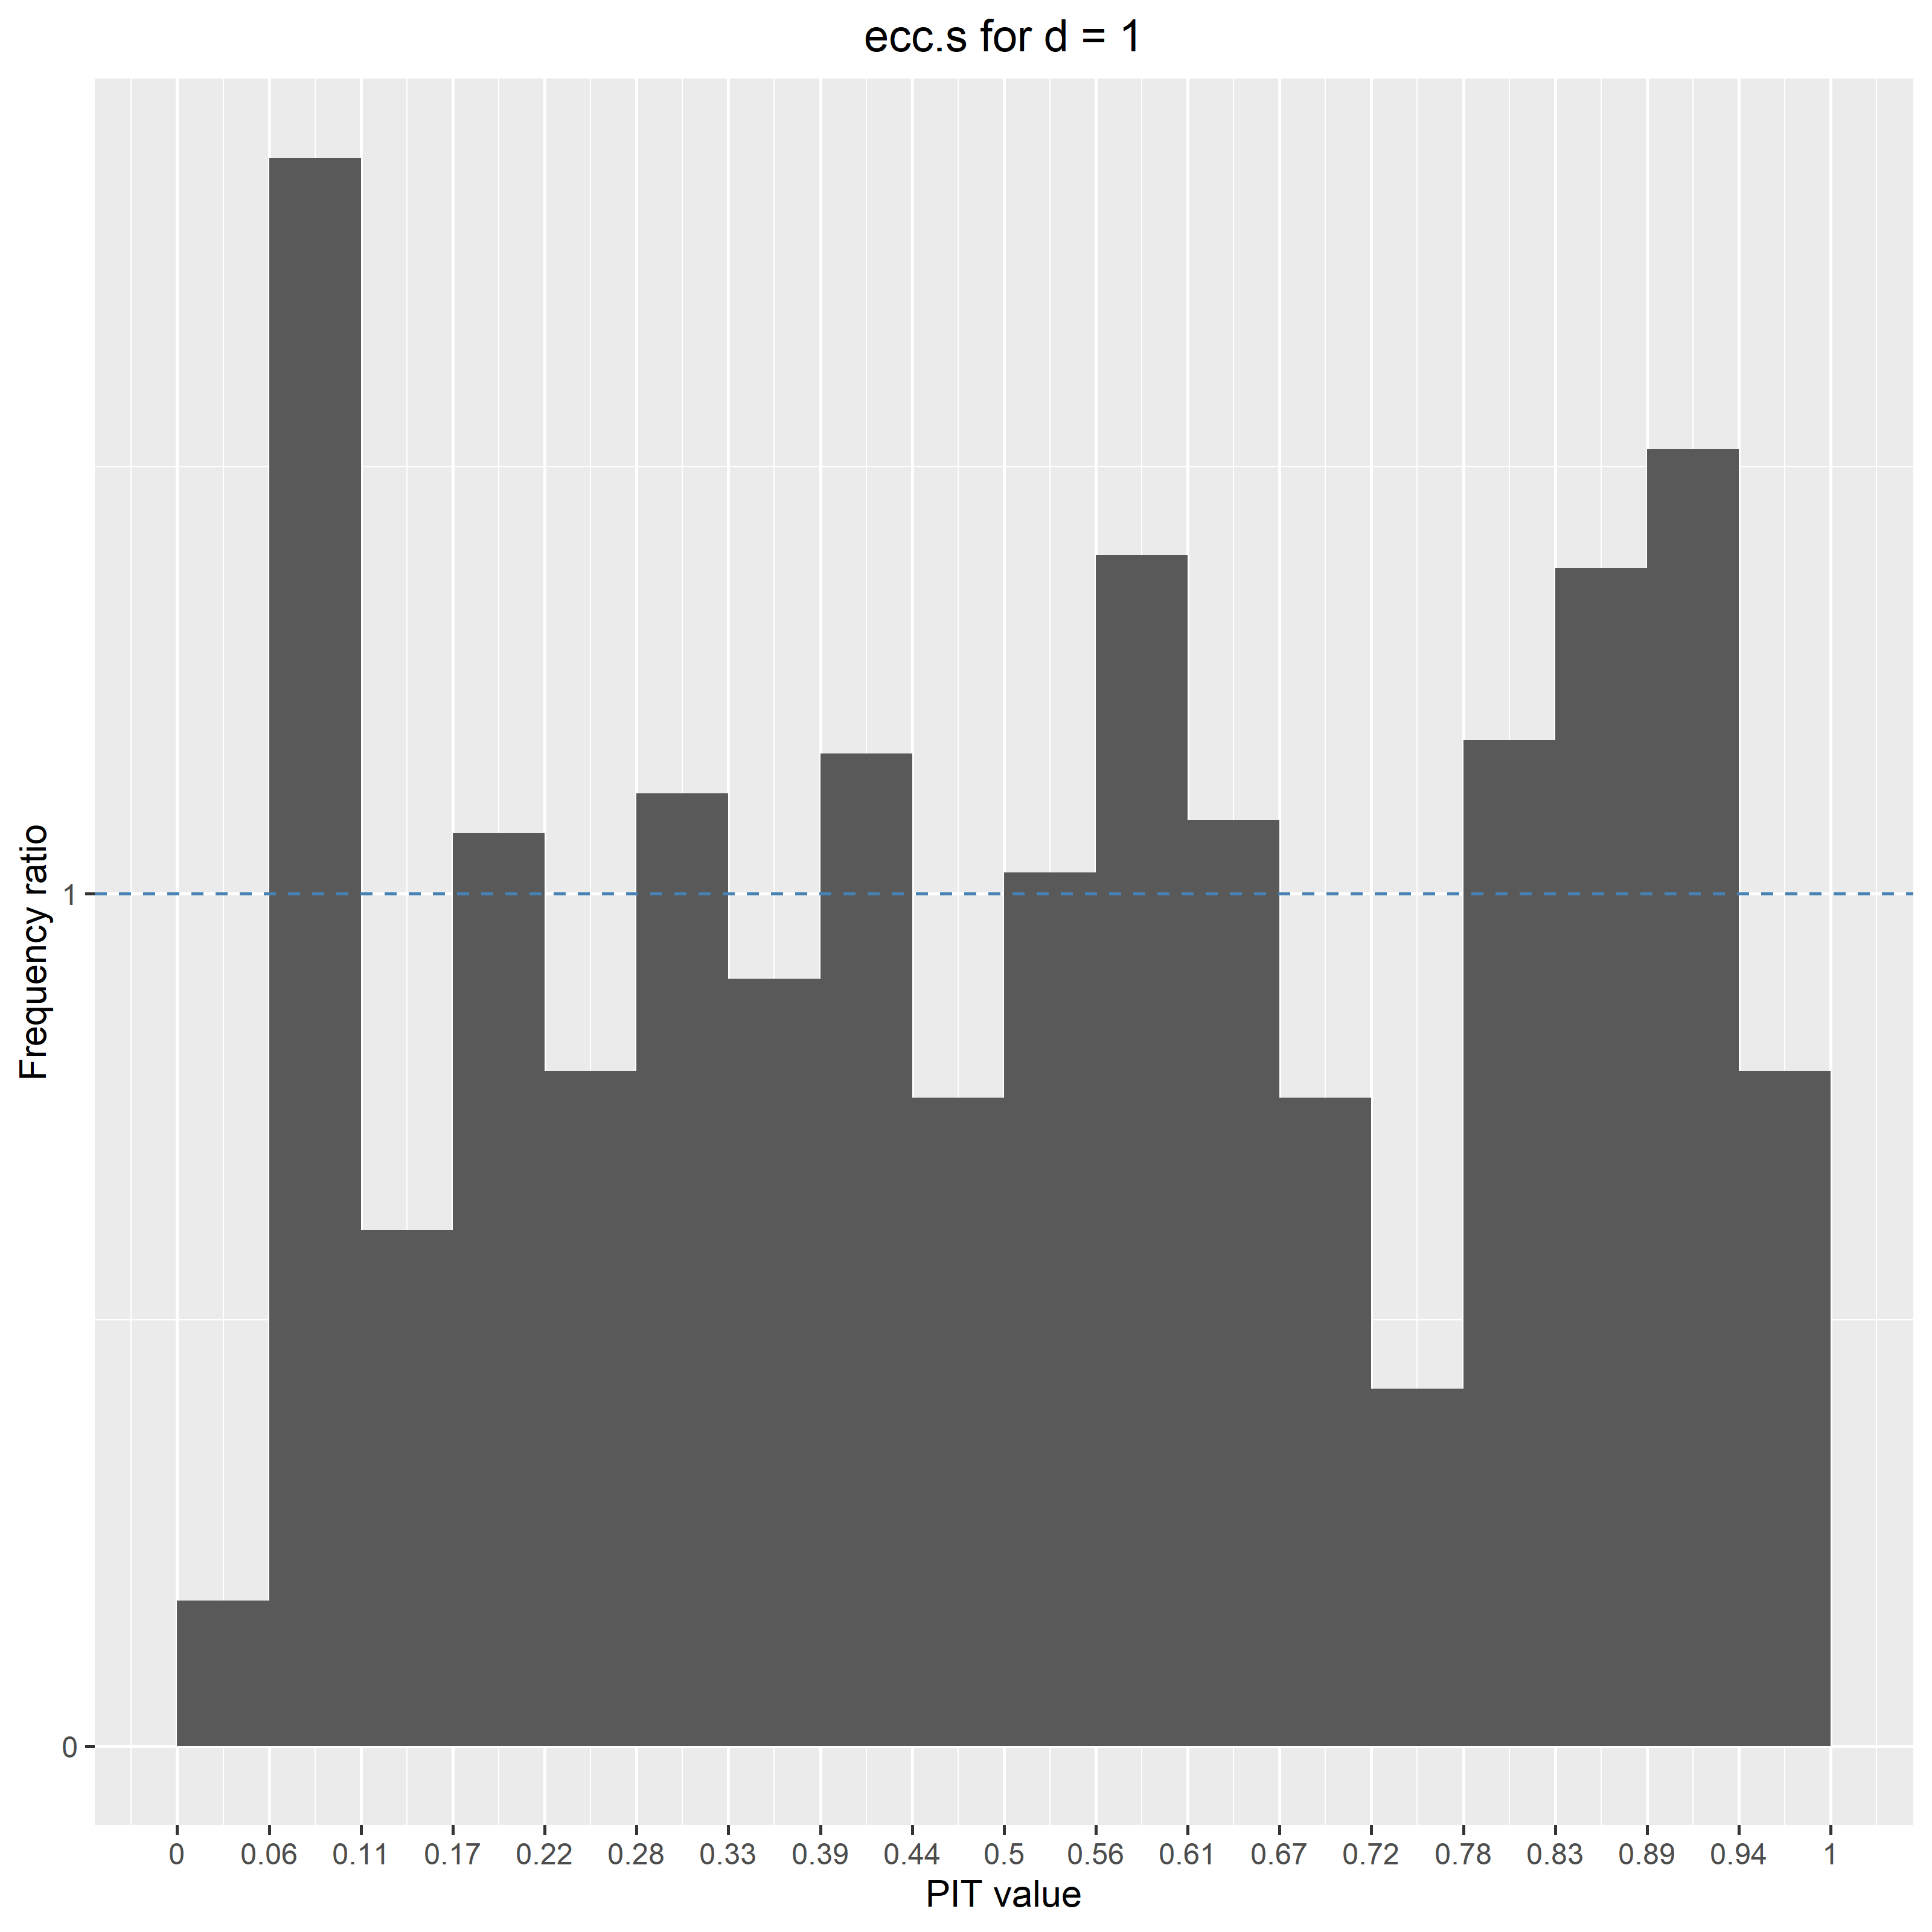 ecc.s for d = 1
Frequency ratio
1
0
0 0.06 0.11 0.17 0.22 0.28 0.33 0.39 0.44 0.5 0.56 0.61 0.67 0.72 0.78 0.83 0.89 0.94 1
PIT value